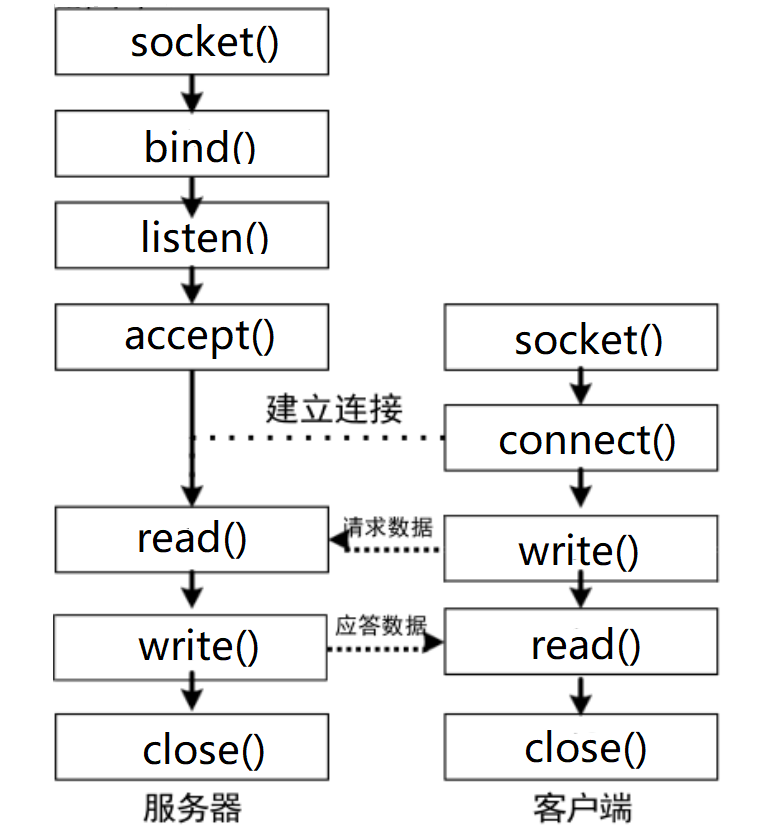 socket()
bind()
listen()
accept()
socket()
建立连接
connect()
read()
请求数据
write()
write()
应答数据
read()
close()
close()
服务器
客户端